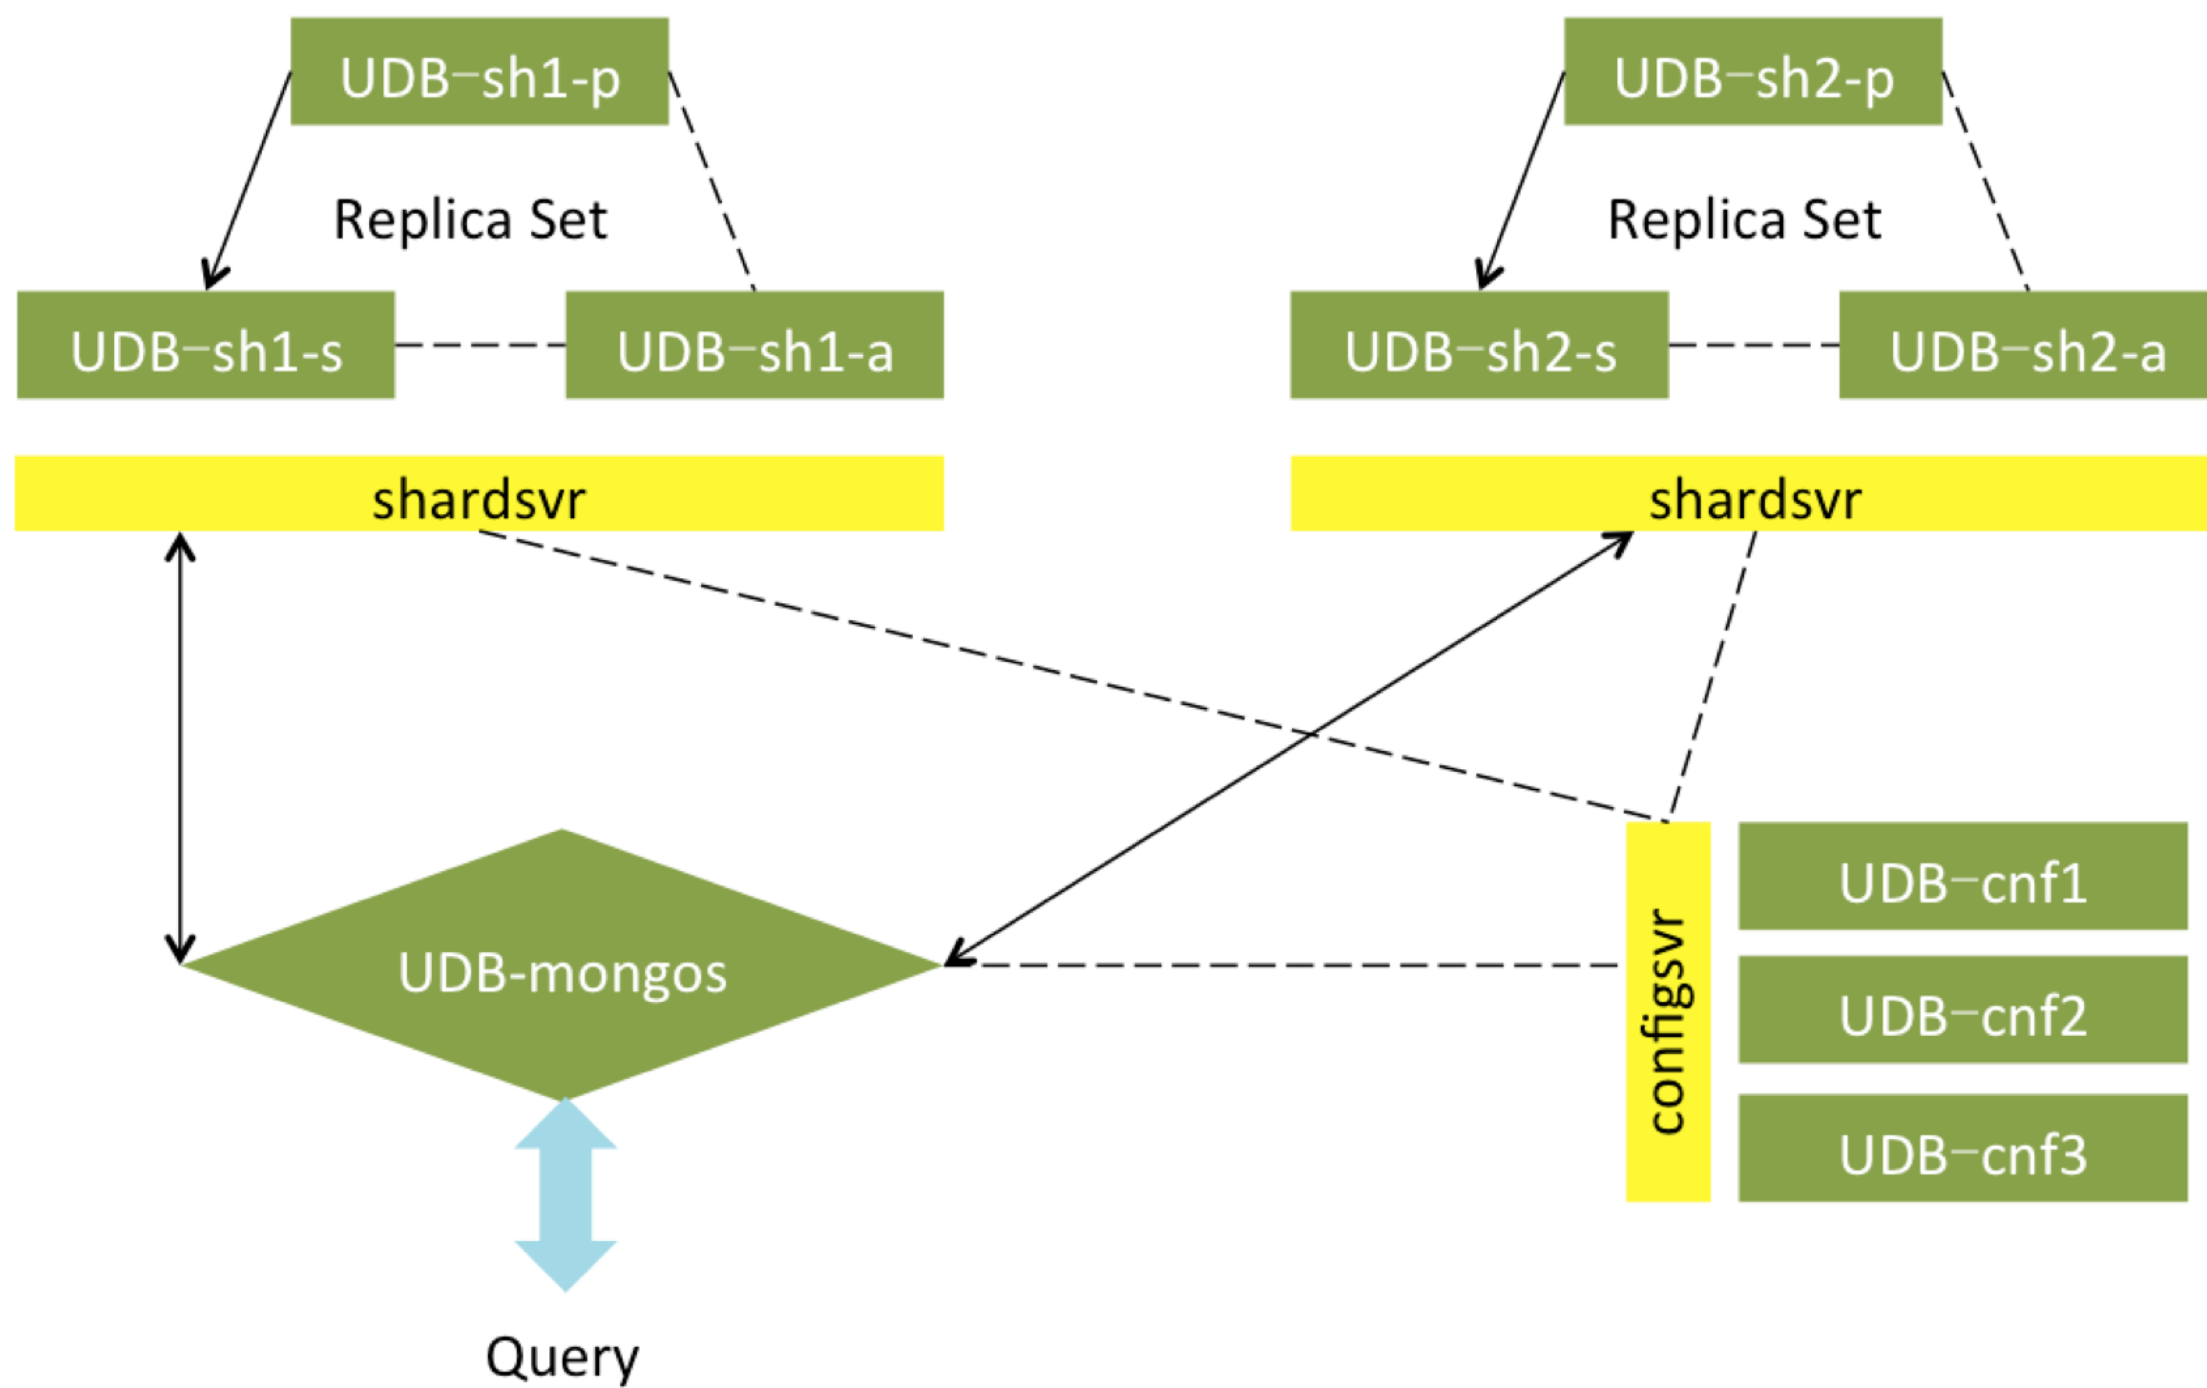 UDB–sh1-p
UDB–sh2-p
Replica Set
Replica Set
UDB–sh1-s
UDB–sh1-a
UDB–sh2-s
UDB–sh2-a
shardsvr
shardsvr
UDB-mongos
configsvr
UDB–cnf1
UDB–cnf2
UDB–cnf3
Query